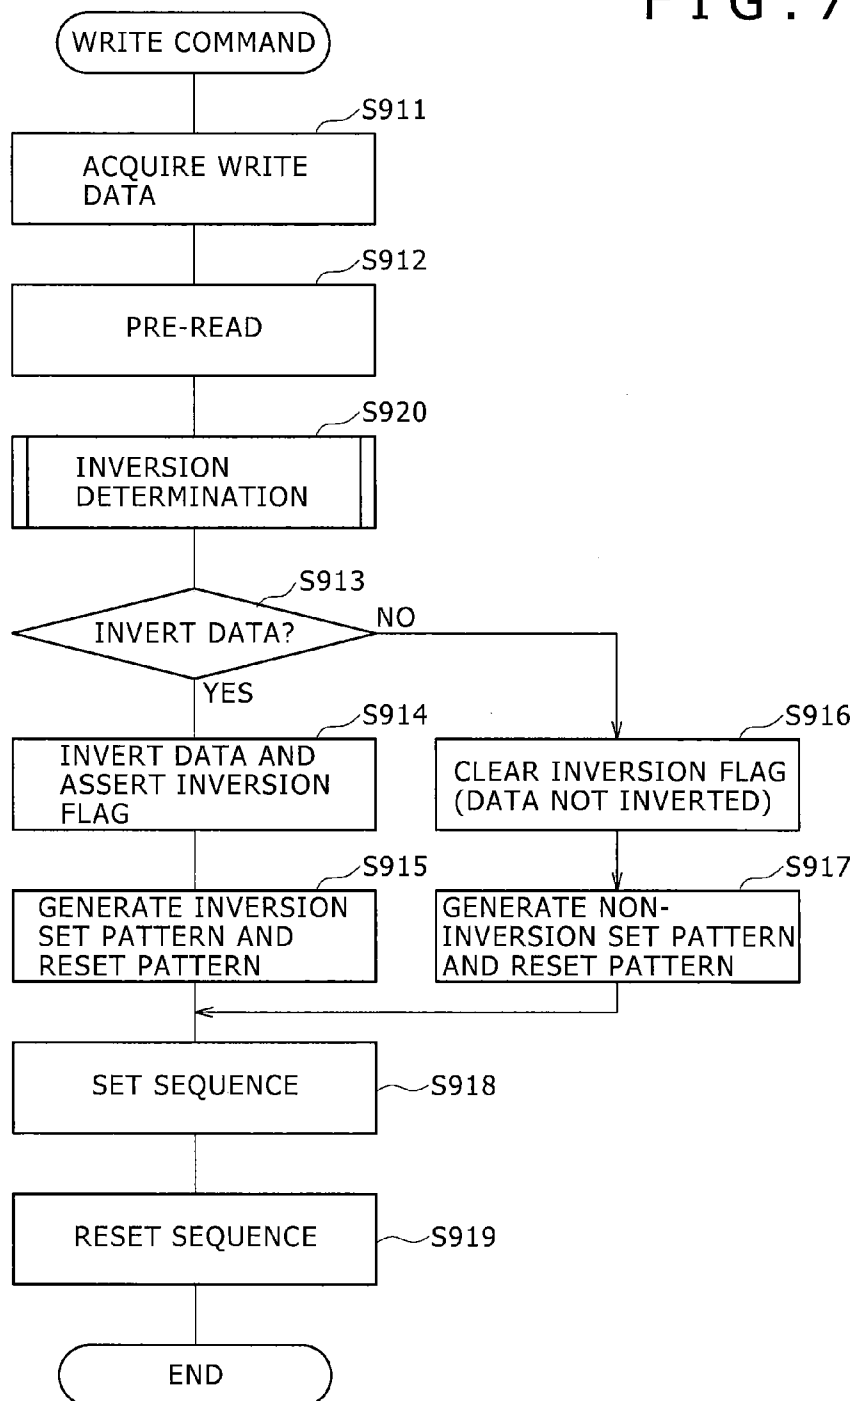 FIG.7
WRITE COMMAND
S911
ACQUIRE WRITE
DATA
S912
PRE-READ
S920
INVERSION
DETERMINATION
S913
INVERT DATA?
NO
YES
S914
INVERT DATA AND
ASSERT INVERSION
FLAG
S916
CLEAR INVERSION FLAG
(DATA NOT INVERTED)
S915
GENERATE INVERSION
SET PATTERN AND
RESET PATTERN
S917
GENERATE NON-
INVERSION SET PATTERN
AND RESET PATTERN
SET SEQUENCE
S918
RESET SEQUENCE
S919
END